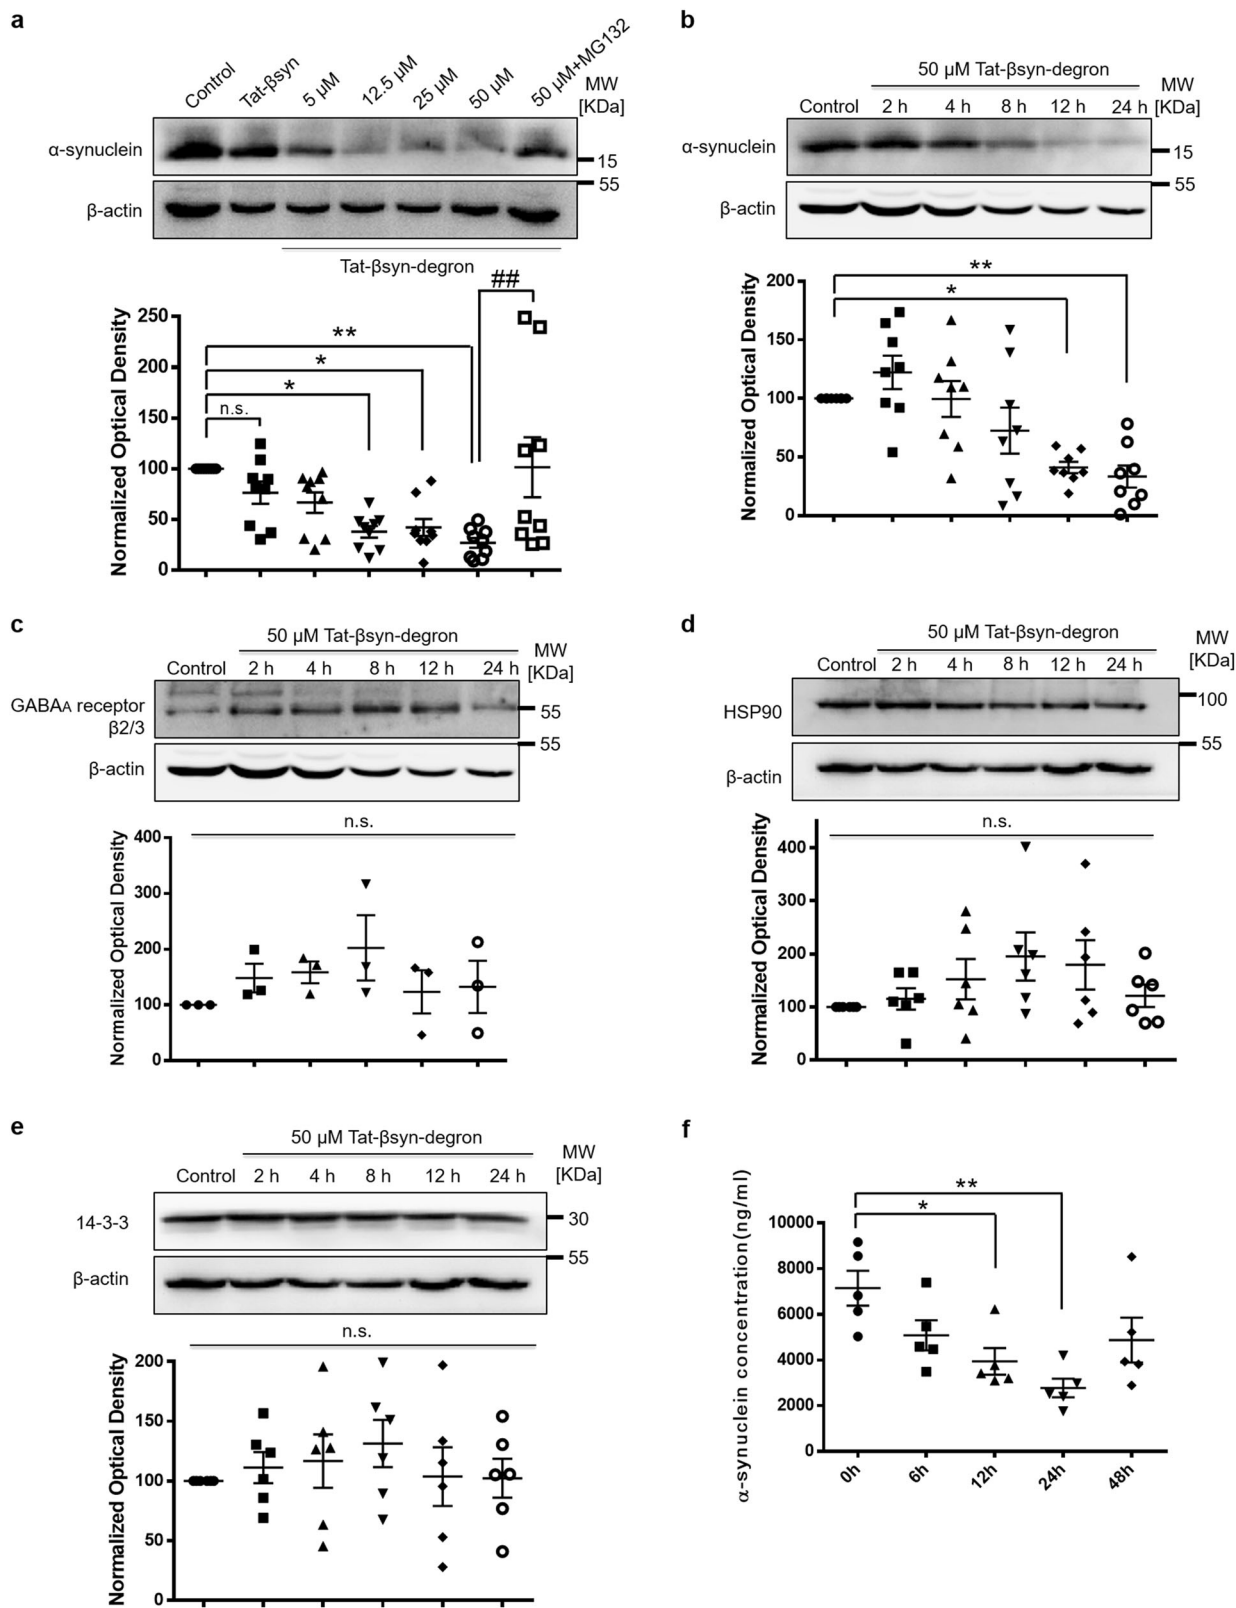 a
Control
Tat-βsyn
5 µM
12.5 µM
25 µM
50 µM
50 µM+MG132
MW
[KDa]
α-synuclein
15
55
β-actin
Tat-βsyn-degron
##
**
*
*
n.s.
Normalized Optical Density
250
200
150
100
50
0
b
50 µM Tat-βsyn-degron
MW
[KDa]
Control 2 h 4 h 8 h 12 h 24 h
α-synuclein
15
55
β-actin
**
*
Normalized Optical Density
200
150
100
50
0
c
50 µM Tat-βsyn-degron
MW
[KDa]
Control 2 h 4 h 8 h 12 h 24 h
GABAA receptor
β2/3
55
55
β-actin
n.s.
Normalized Optical Density
400
300
200
100
0
d
50 µM Tat-βsyn-degron
MW
[KDa]
Control 2 h 4 h 8 h 12 h 24 h
HSP90
100
55
β-actin
n.s.
Normalized Optical Density
400
300
200
100
0
e
50 µM Tat-βsyn-degron
MW
[KDa]
Control 2 h 4 h 8 h 12 h 24 h
14-3-3
30
55
β-actin
n.s.
Normalized Optical Density
200
150
100
50
0
f
**
*
α-synuclein concentration(ng/ml)
10000
8000
6000
4000
2000
0
0h 6h 12h 24h 48h